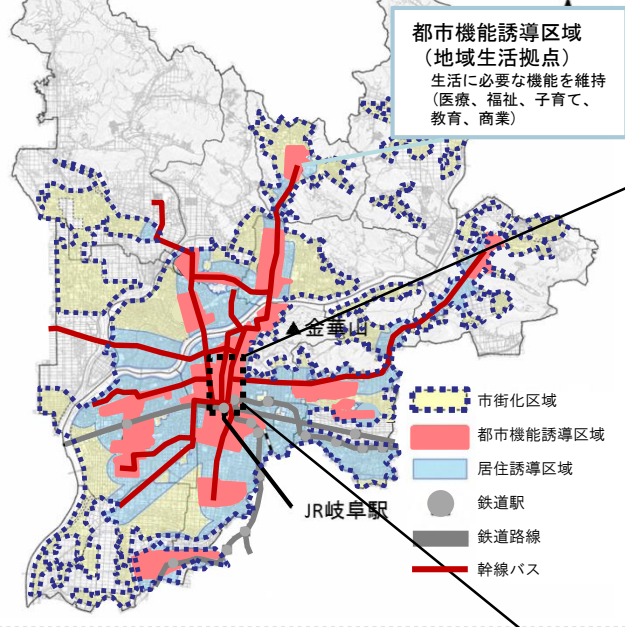 都市機能誘導区域
（地域生活拠点）
生活に必要な機能を維持
（医療、福祉、子育て、
教育、商業）
▲金華山
市街化区域
都市機能誘導区域
居住誘導区域
鉄道駅
JR岐阜駅
鉄道路線
幹線バス